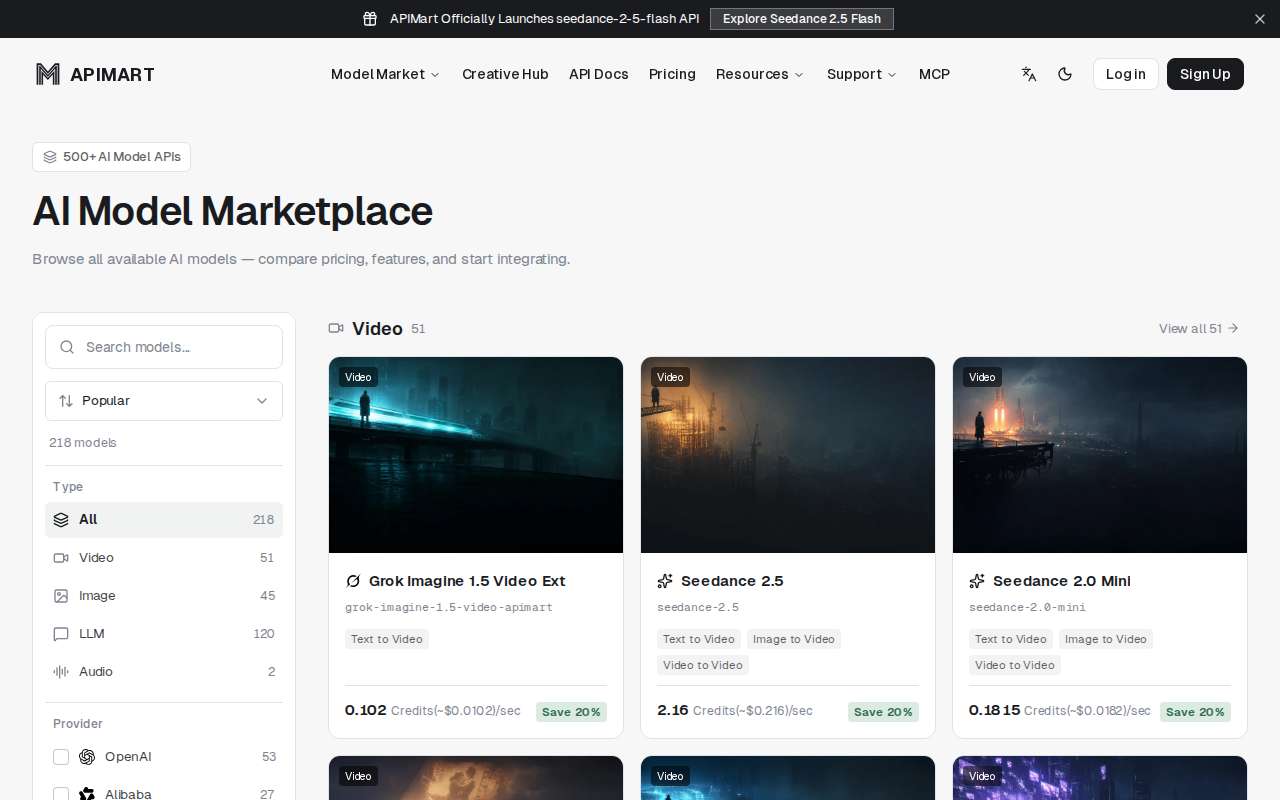 APIMart Officially Launches seedance-2-5-flash API Explore Seedance 2.5 Flash
APIMART
Model Market Creative Hub API Docs Pricing Resources Support MCP Log in Sign Up
500+ AI Model APIs
AI Model Marketplace
Browse all available AI models — compare pricing, features, and start integrating.
Search models...
Popular
218 models
Type
All 218
Video 51
Image 45
LLM 120
Audio 2
Provider
OpenAI 53
Alibaba 27
Video 51
View all 51
Video
Grok Imagine 1.5 Video Ext
grok-imagine-1.5-video-apimart
Text to Video
0.102 Credits(~$0.0102)/sec Save 20%
Video
Seedance 2.5
seedance-2.5
Text to Video Image to Video
Video to Video
2.16 Credits(~$0.216)/sec Save 20%
Video
Seedance 2.0 Mini
seedance-2.0-mini
Text to Video Image to Video
Video to Video
0.1815 Credits(~$0.0182)/sec Save 20%
Video
Video
Video